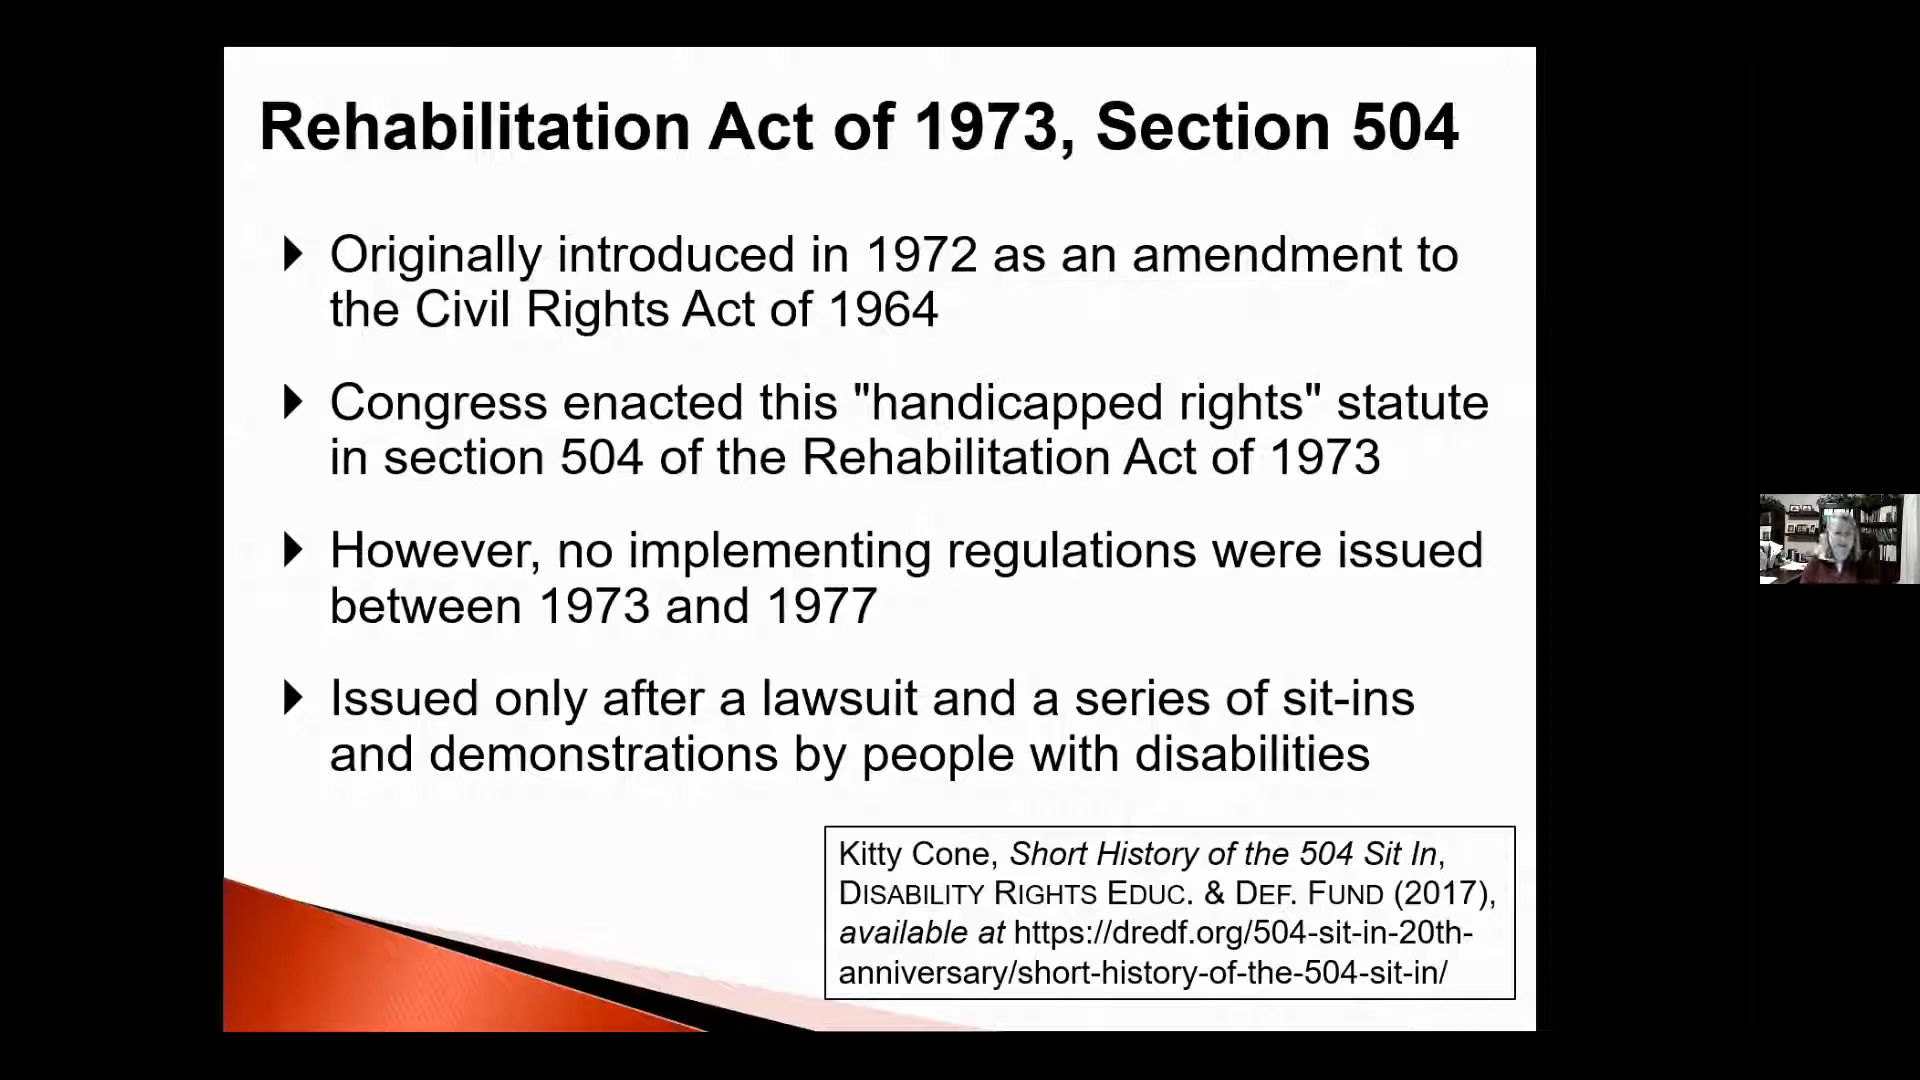 Rehabilitation Act of 1973, Section 504
Originally introduced in 1972 as an amendment to
the Civil Rights Act of 1964
Congress enacted this "handicapped rights" statute
in section 504 of the Rehabilitation Act of 1973
However, no implementing regulations were issued
between 1973 and 1977
Issued only after a lawsuit and a series of sit-ins
and demonstrations by people with disabilities
Kitty Cone, Short History of the 504 Sit In,
DISABILITY RIGHTS EDUC. & DEF. FUND (2017),
available at https://dredf.org/504-sit-in-20th-
anniversary/short-history-of-the-504-sit-in/